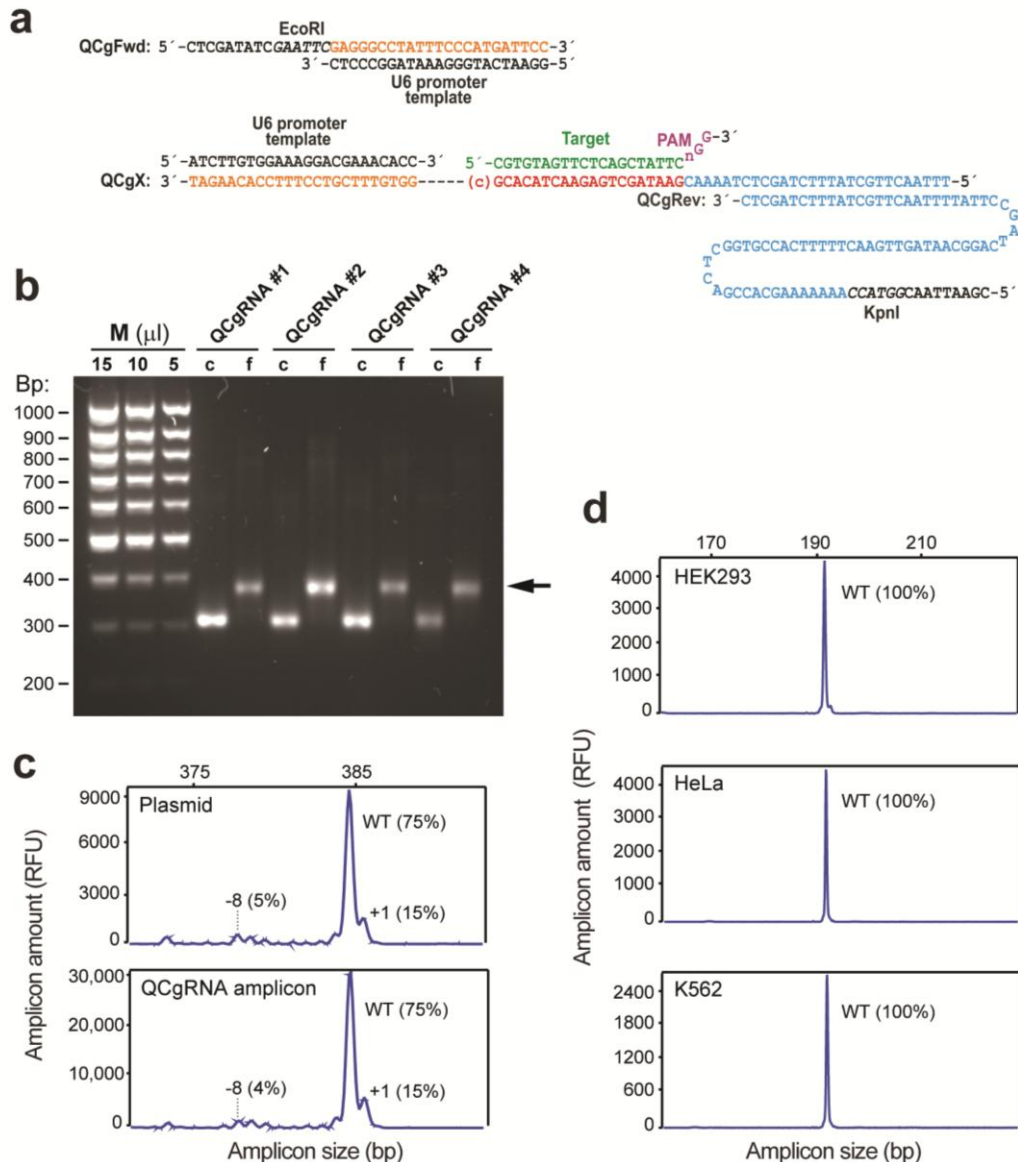 a
EcoRI
QCgFwd: 5´-CTCGATATCGAATTCGAGGGCCTATTTCCCATGATTCC-3´
3´-CTCCCGGATAAAGGGTACTAAGG-5´
U6 promoter
template
U6 promoter
template
Target
PAM
nGG-3´
5´-ATCTTGTGGAAAGGACGAAACACC-3´
5´-CGTGTAGTTCTCAGCTATTC
QCgX: 3´-TAGAACACCTTTCCTGCTTTGTGG-----(c)GCACATCAAGAGTCGATAAGCAAAATCTCGATCTTTATCGTTCAATTT-5´
QCgRev: 3´-CTCGATCTTTATCGTTCAATTTTATTCC
GA
GGTGCCACTTTTTCAAGTTGATAACGGACT
CT
AGCCACGAAAAAAACCATGGCAATTAAGC-5´
KpnI
b
M (µl)
QCgRNA #1
QCgRNA #2
QCgRNA #3
QCgRNA #4
15 10 5 c f c f c f c f
Bp:
1000
900
800
700
600
500
400
300
200
c
375 385
Plasmid
9000
6000
3000
0
WT (75%)
-8 (5%)
+1 (15%)
QCgRNA amplicon
30,000
20,000
10,000
0
WT (75%)
-8 (4%)
+1 (15%)
Amplicon amount (RFU)
Amplicon size (bp)
d
170 190 210
HEK293
4000
3000
1000
0
WT (100%)
HeLa
4000
3000
2000
1000
0
WT (100%)
K562
2400
1800
1200
600
0
WT (100%)
Amplicon amount (RFU)
Amplicon size (bp)